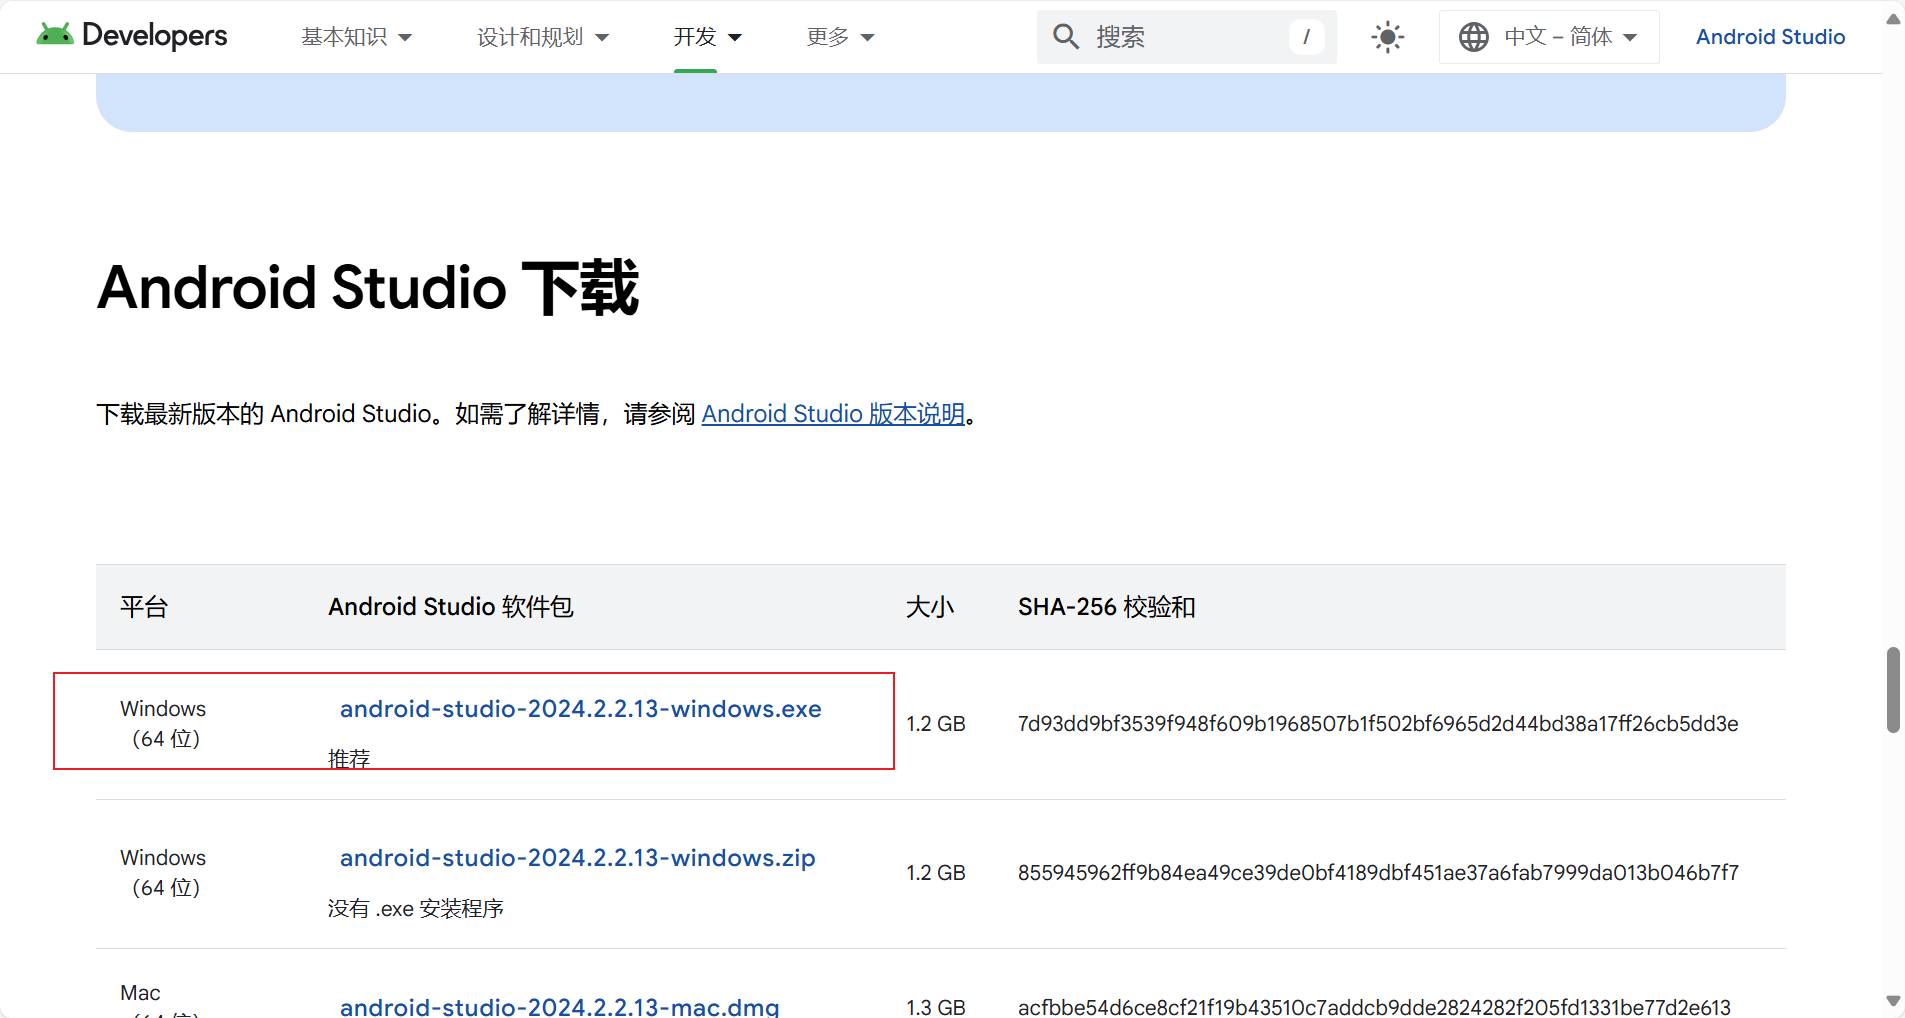 Developers 基本知识 设计和规划 开发 更多 搜索 / 中文 – 简体 Android Studio
Android Studio 下载
下载最新版本的 Android Studio。如需了解详情，请参阅 Android Studio 版本说明。
平台 Android Studio 软件包 大小 SHA-256 校验和
Windows
（64 位）
android-studio-2024.2.2.13-windows.exe
推荐
1.2 GB
7d93dd9bf3539f948f609b1968507b1f502bf6965d2d44bd38a17ff26cb5dd3e
Windows
（64 位）
android-studio-2024.2.2.13-windows.zip
没有 .exe 安装程序
1.2 GB
855945962ff9b84ea49ce39de0bf4189dbf451ae37a6fab7999da013b046b7f7
Mac
（64 位）
android-studio-2024.2.2.13-mac.dmg
1.3 GB
acfbbe54d6ce8cf21f19b43510c7addcb9dde2824282f205fd1331be77d2e613